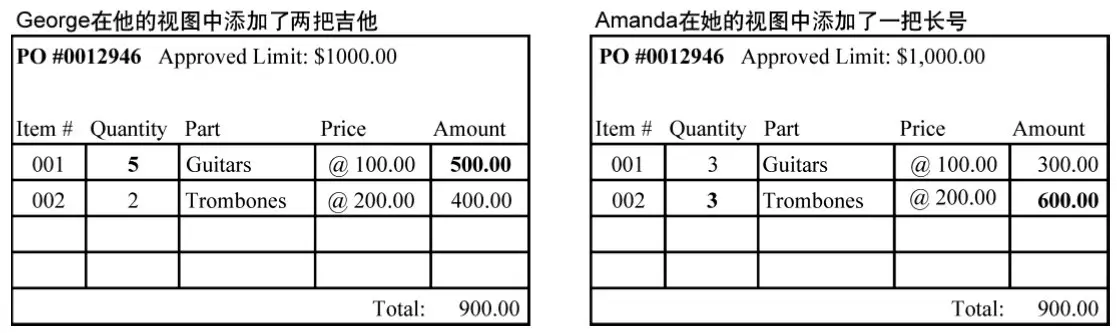 George在他的视图中添加了两把吉他
PO #0012946 Approved Limit: $1000.00
Item # Quantity Part Price Amount
001 5 Guitars @ 100.00 500.00
002 2 Trombones @ 200.00 400.00
Total: 900.00
Amanda在她的视图中添加了一把长号
PO #0012946 Approved Limit: $1,000.00
Item # Quantity Part Price Amount
001 3 Guitars @ 100.00 300.00
002 3 Trombones @ 200.00 600.00
Total: 900.00